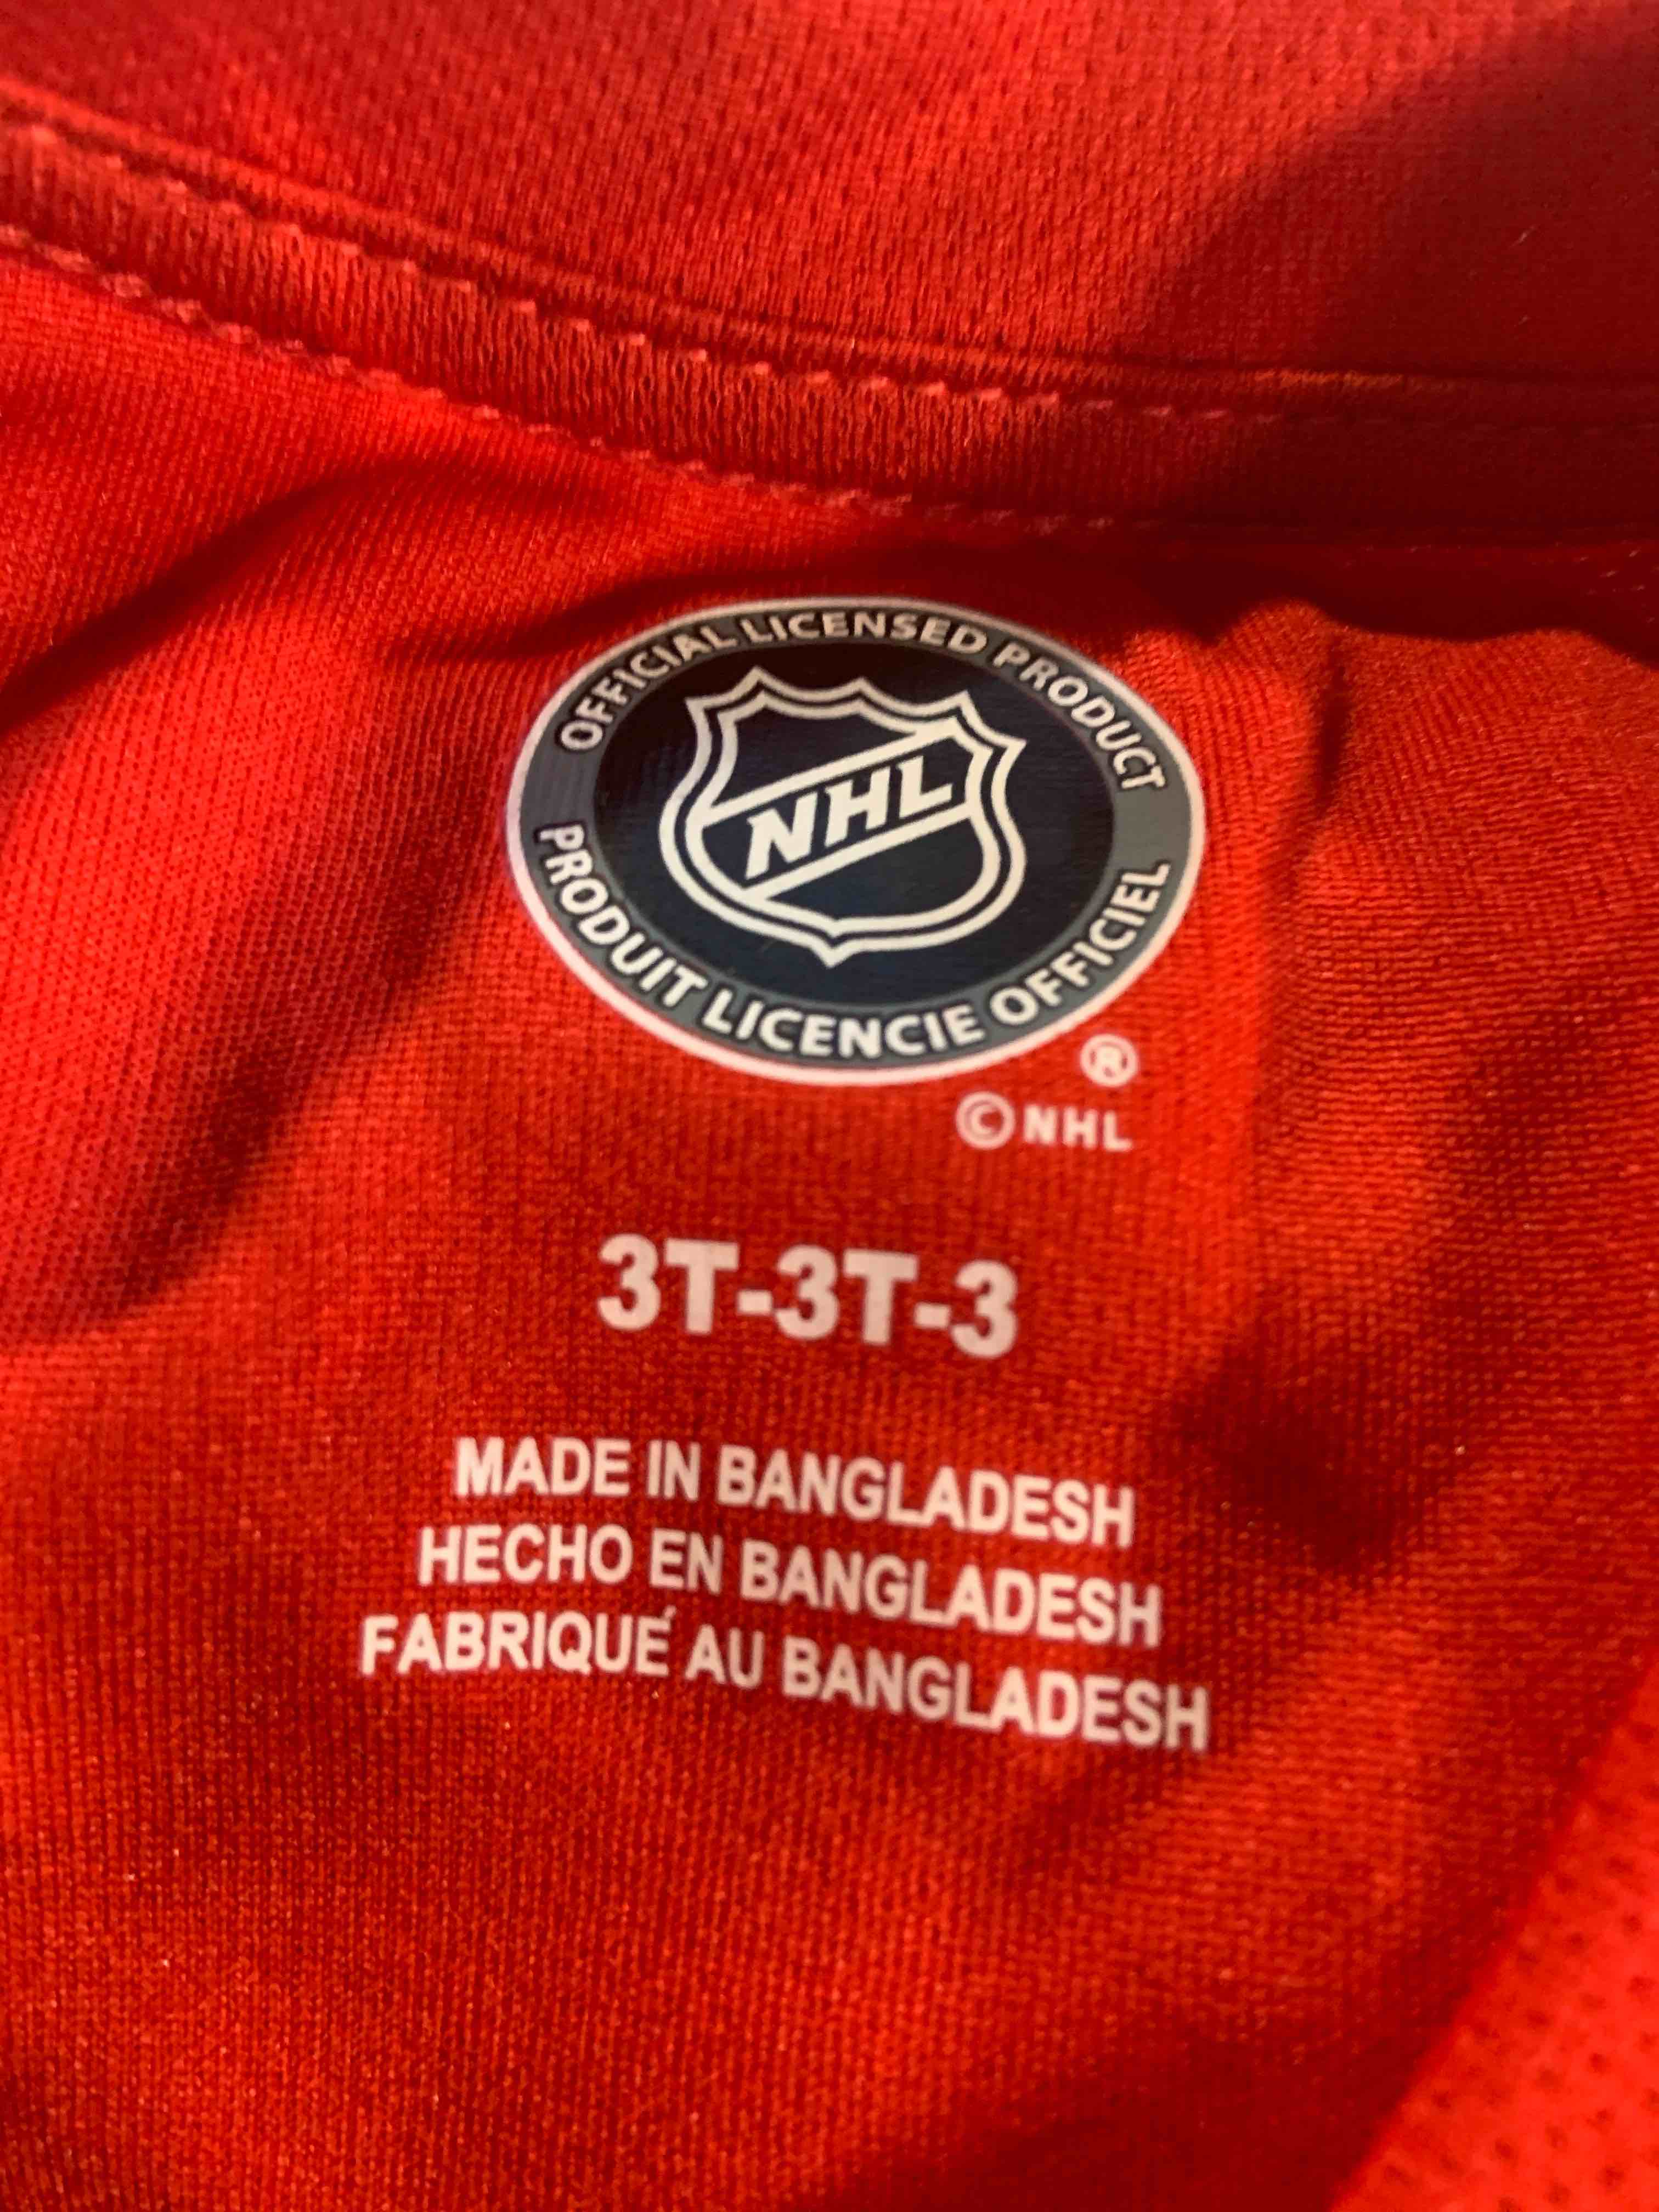 OFFICIAL LICENSED PRODUCT
NHL
PRODUIT LICENCIE OFFICIEL
®
© NHL
3T-3T-3
MADE IN BANGLADESH
HECHO EN BANGLADESH
FABRIQUÉ AU BANGLADESH